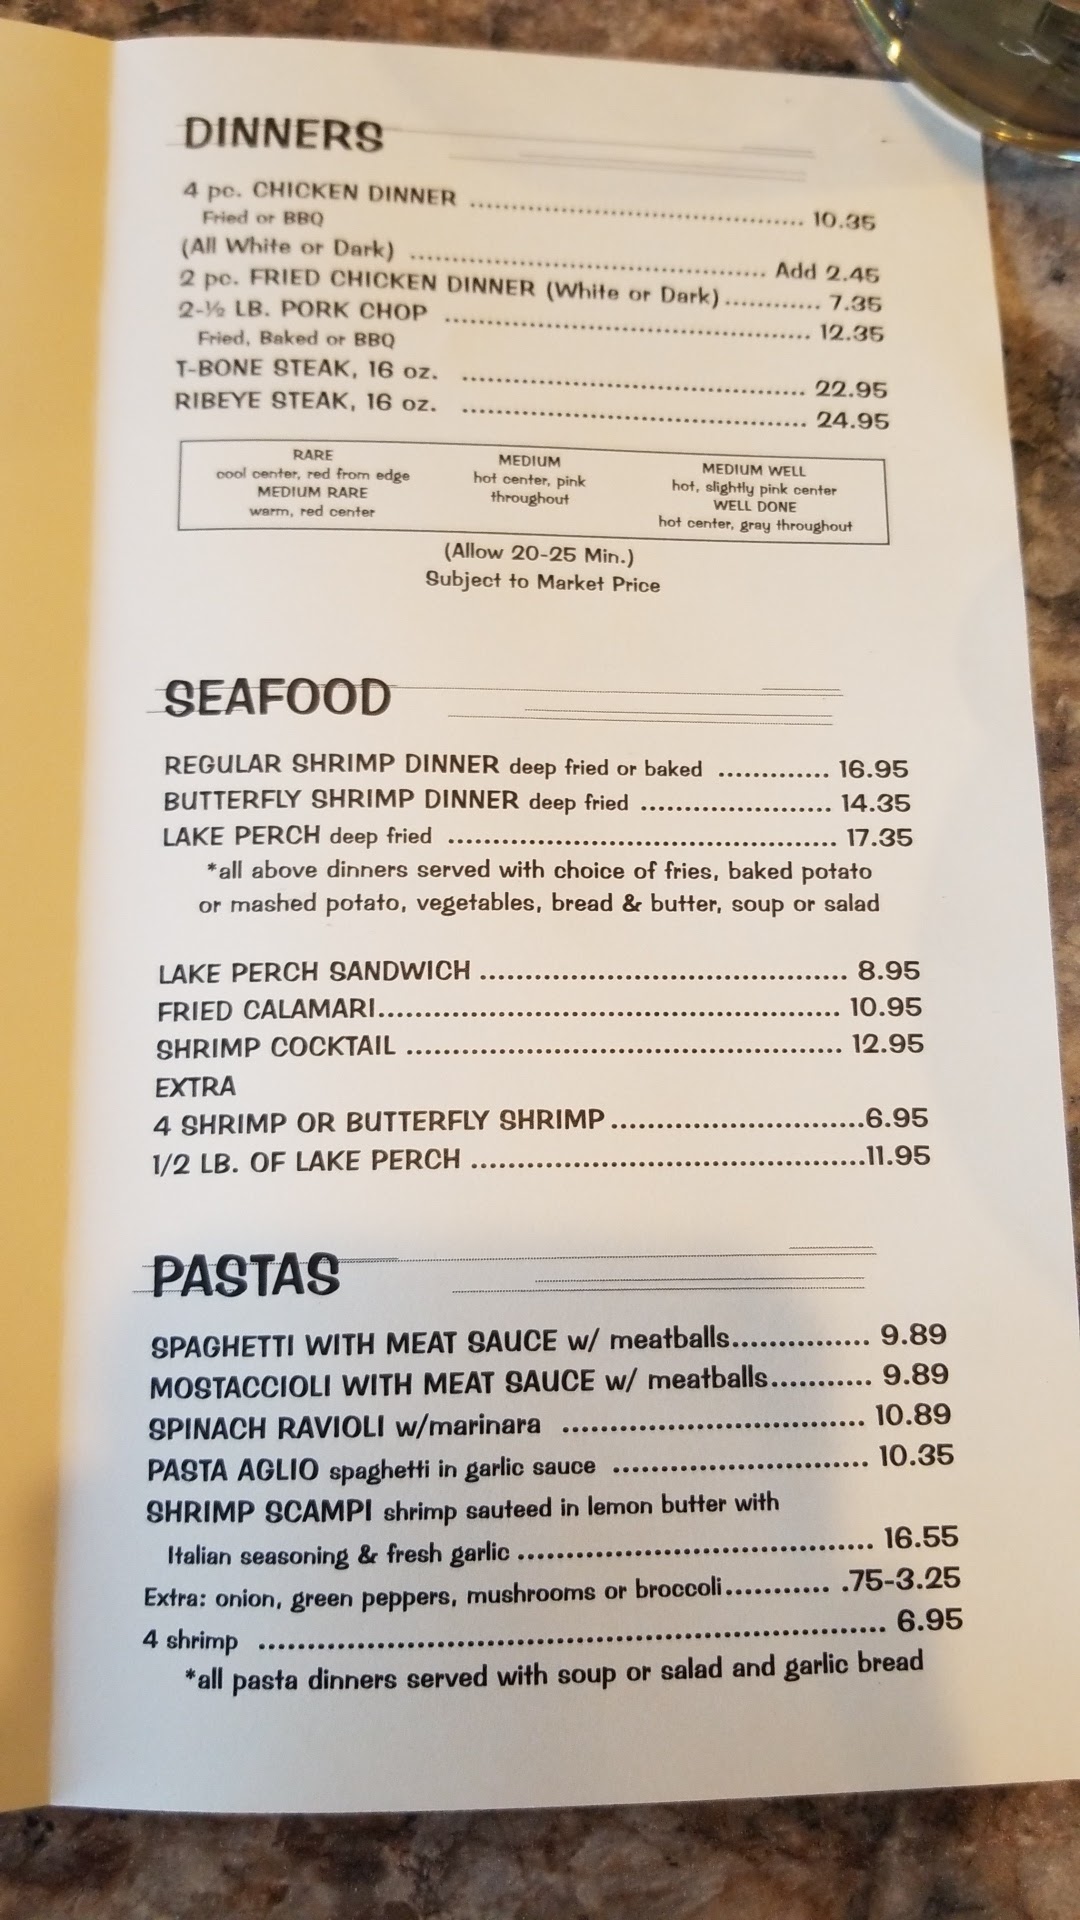 DINNERS
4 pc. CHICKEN DINNER ........................................ 10.35
Fried or BBQ
(All White or Dark) ........................................... Add 2.45
2 pc. FRIED CHICKEN DINNER (White or Dark)............ 7.35
2-½ LB. PORK CHOP ............................................ 12.35
Fried, Baked or BBQ
T-BONE STEAK, 16 oz. ......................................... 22.95
RIBEYE STEAK, 16 oz. ......................................... 24.95
RARE
cool center, red from edge
MEDIUM RARE
warm, red center
MEDIUM
hot center, pink
throughout
MEDIUM WELL
hot, slightly pink center
WELL DONE
hot center, gray throughout
(Allow 20-25 Min.)
Subject to Market Price
SEAFOOD
REGULAR SHRIMP DINNER deep fried or baked ............. 16.95
BUTTERFLY SHRIMP DINNER deep fried ...................... 14.35
LAKE PERCH deep fried ............................................ 17.35
*all above dinners served with choice of fries, baked potato
or mashed potato, vegetables, bread & butter, soup or salad
LAKE PERCH SANDWICH .......................................... 8.95
FRIED CALAMARI..................................................... 10.95
SHRIMP COCKTAIL .................................................. 12.95
EXTRA
4 SHRIMP OR BUTTERFLY SHRIMP.............................6.95
1/2 LB. OF LAKE PERCH .............................................11.95
PASTAS
SPAGHETTI WITH MEAT SAUCE w/ meatballs................ 9.89
MOSTACCIOLI WITH MEAT SAUCE w/ meatballs........... 9.89
SPINACH RAVIOLI w/marinara .................................. 10.89
PASTA AGLIO spaghetti in garlic sauce ............................ 10.35
SHRIMP SCAMPI shrimp sauteed in lemon butter with
Italian seasoning & fresh garlic ........................................ 16.55
Extra: onion, green peppers, mushrooms or broccoli............ .75-3.25
4 shrimp ........................................................................ 6.95
*all pasta dinners served with soup or salad and garlic bread